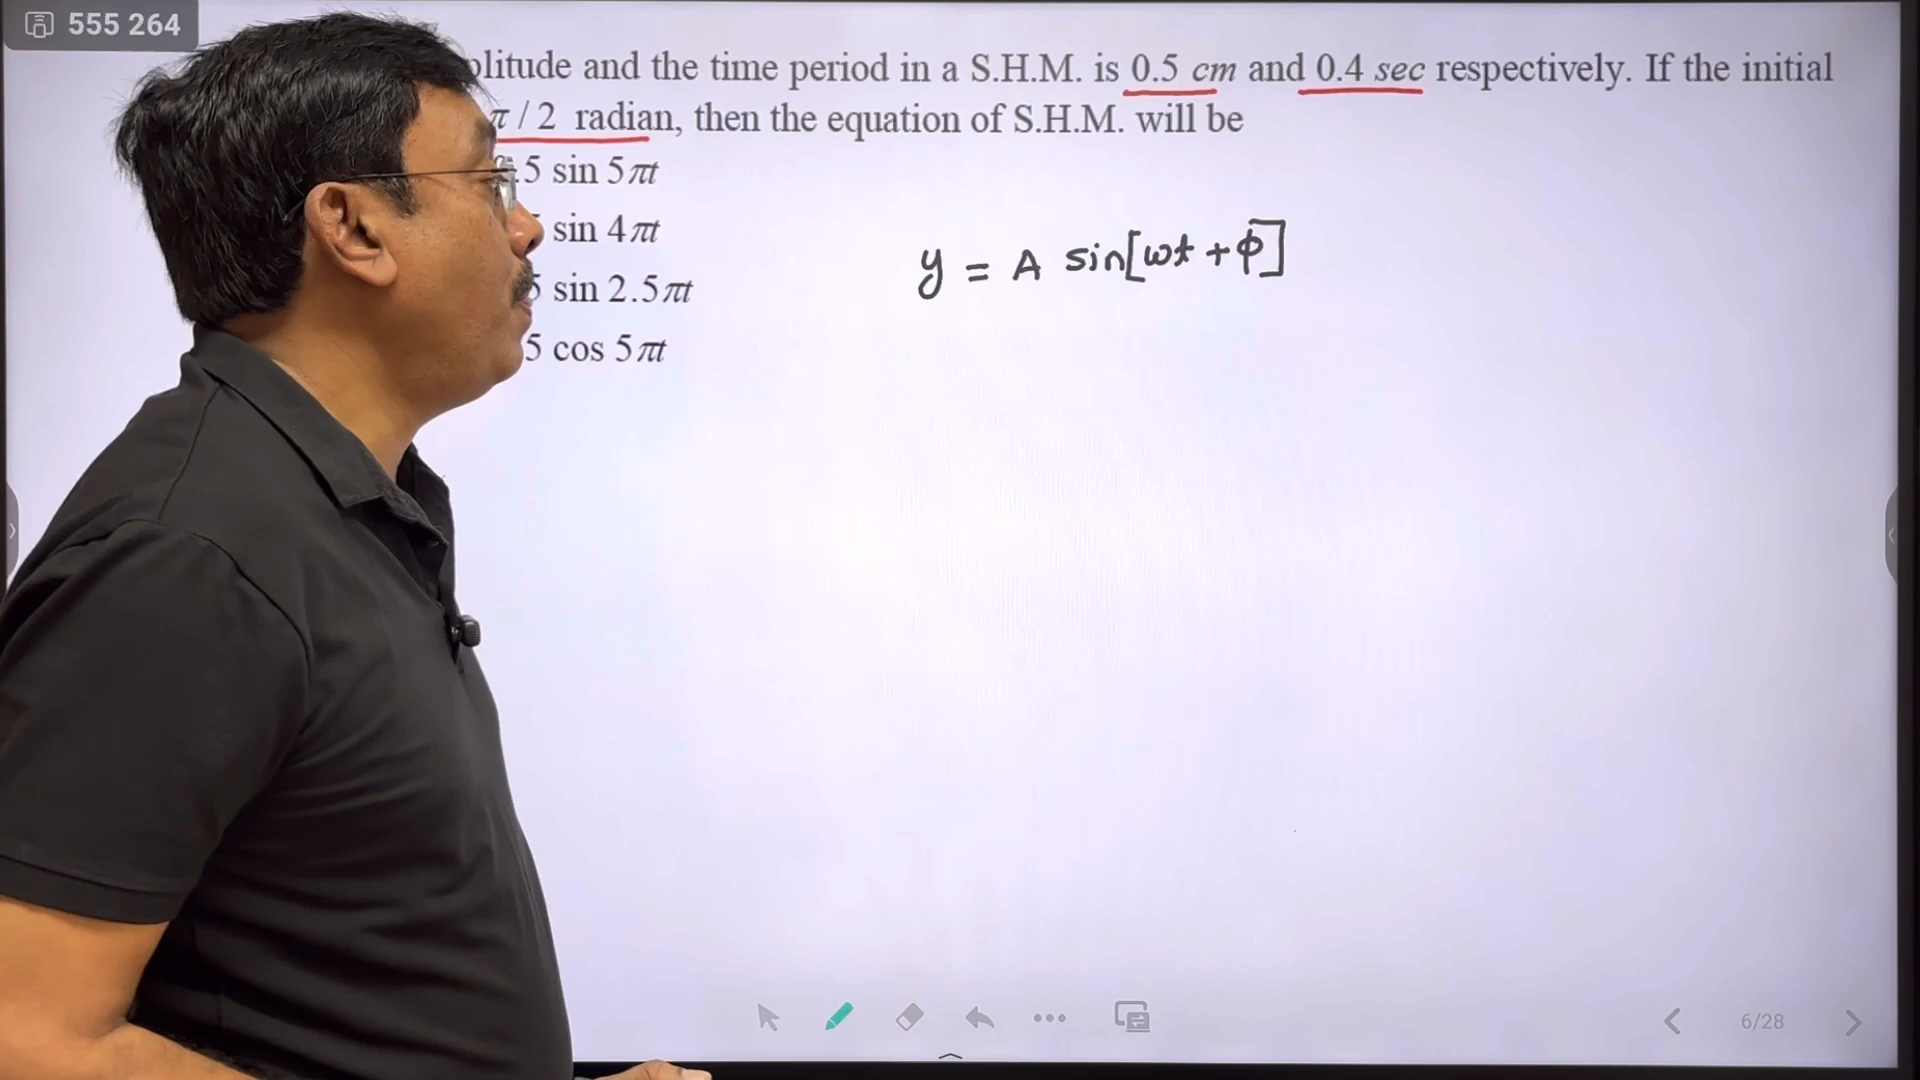 555 264
plitude and the time period in a S.H.M. is 0.5 cm and 0.4 sec respectively. If the initial
π / 2 radian, then the equation of S.H.M. will be
.5 sin 5πt
sin 4πt
5 sin 2.5πt
5 cos 5πt
y = A sin[ωt + φ]
6/28